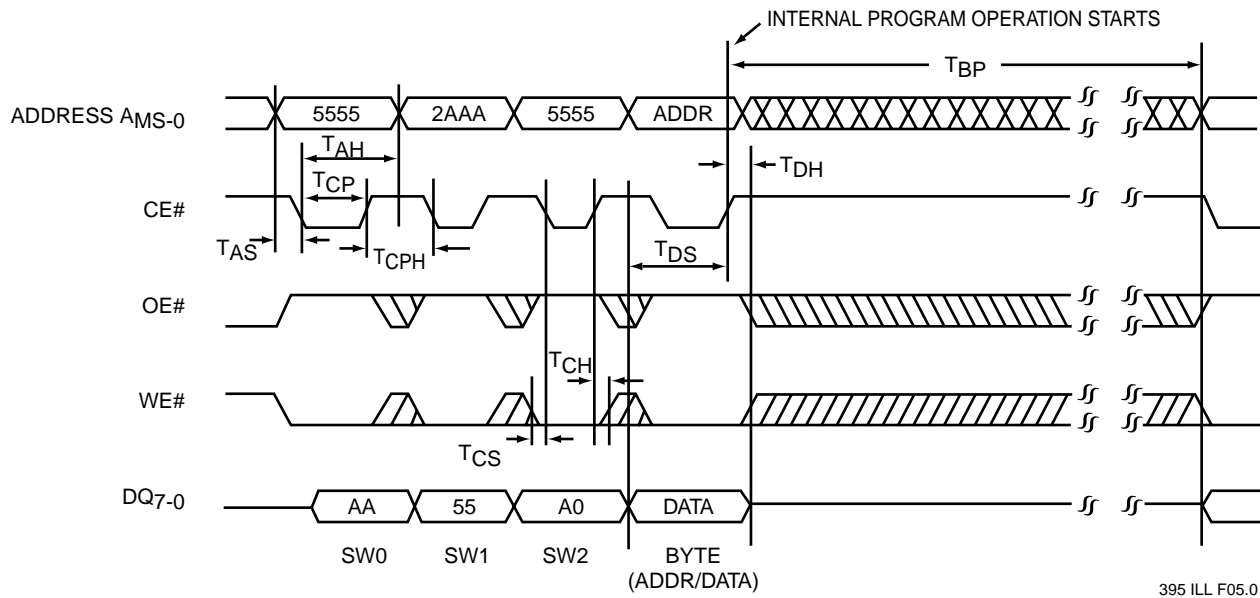 INTERNAL PROGRAM OPERATION STARTS
TBP
ADDRESS AMS-0
5555
2AAA
5555
ADDR
TAH
TDH
TCP
CE#
TAS
TCPH
TDS
OE#
TCH
WE#
TCS
DQ7-0
AA
55
A0
DATA
SW0
SW1
SW2
BYTE
(ADDR/DATA)
395 ILL F05.0